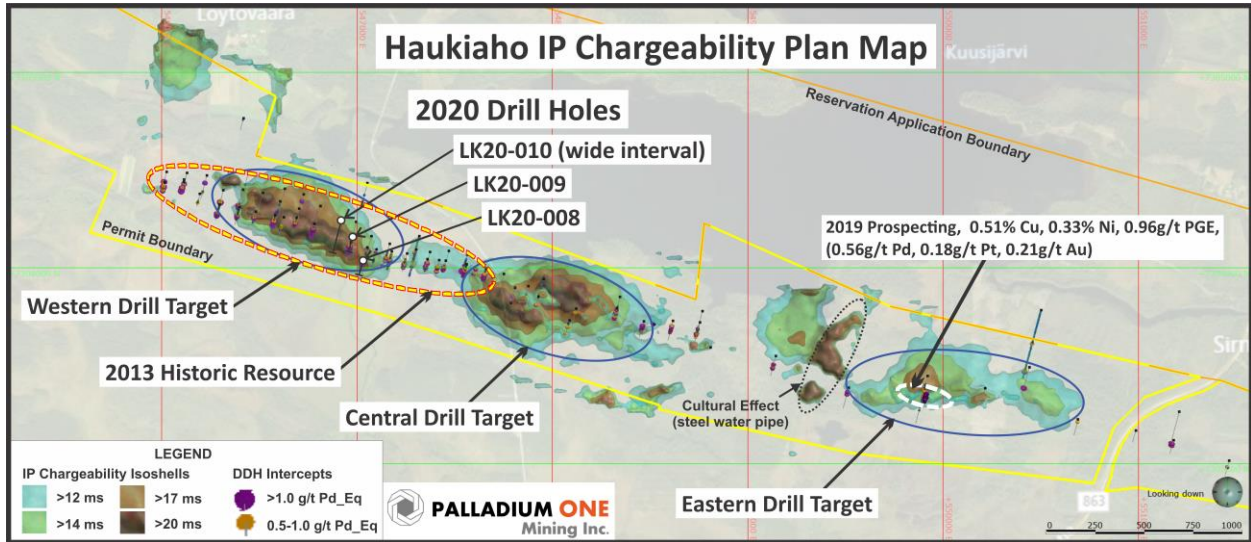 Löytövaara
Haukiaho IP Chargeability Plan Map
Kuusijärvi
Reservation Application Boundary
2020 Drill Holes
LK20-010 (wide interval)
LK20-009
LK20-008
2019 Prospecting, 0.51% Cu, 0.33% Ni, 0.96g/t PGE,
(0.56g/t Pd, 0.18g/t Pt, 0.21g/t Au)
Permit Boundary
Western Drill Target
2013 Historic Resource
Central Drill Target
Cultural Effect
(steel water pipe)
Eastern Drill Target
Sirn
863
Looking down
0 250 500 750 1000
LEGEND
IP Chargeability Isoshells
>12 ms
>17 ms
>14 ms
>20 ms
DDH Intercepts
>1.0 g/t Pd_Eq
0.5-1.0 g/t Pd_Eq
PALLADIUM ONE
Mining Inc.